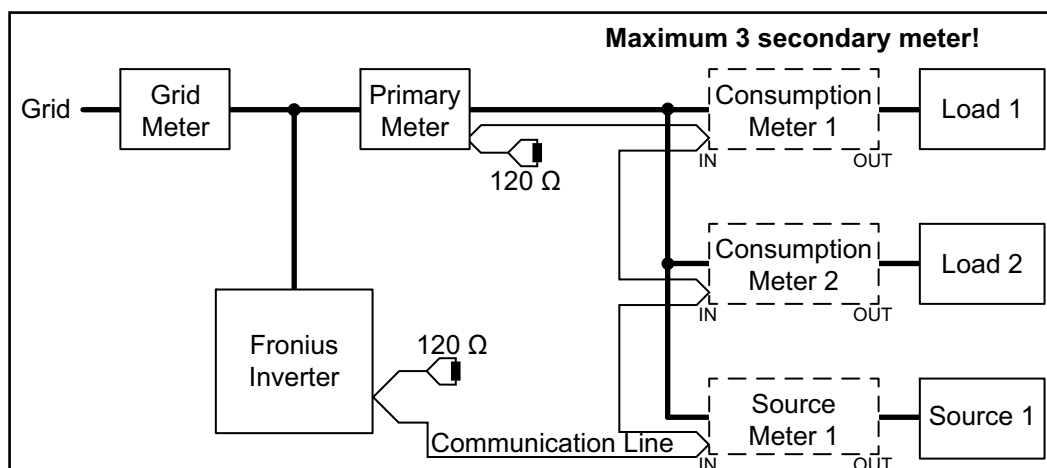 Maximum 3 secondary meter!
Grid
Grid
Meter
Primary
Meter
120 Ω
Consumption
Meter 1
IN
OUT
Load 1
Consumption
Meter 2
IN
OUT
Load 2
Fronius
Inverter
120 Ω
Communication Line
Source
Meter 1
IN
OUT
Source 1